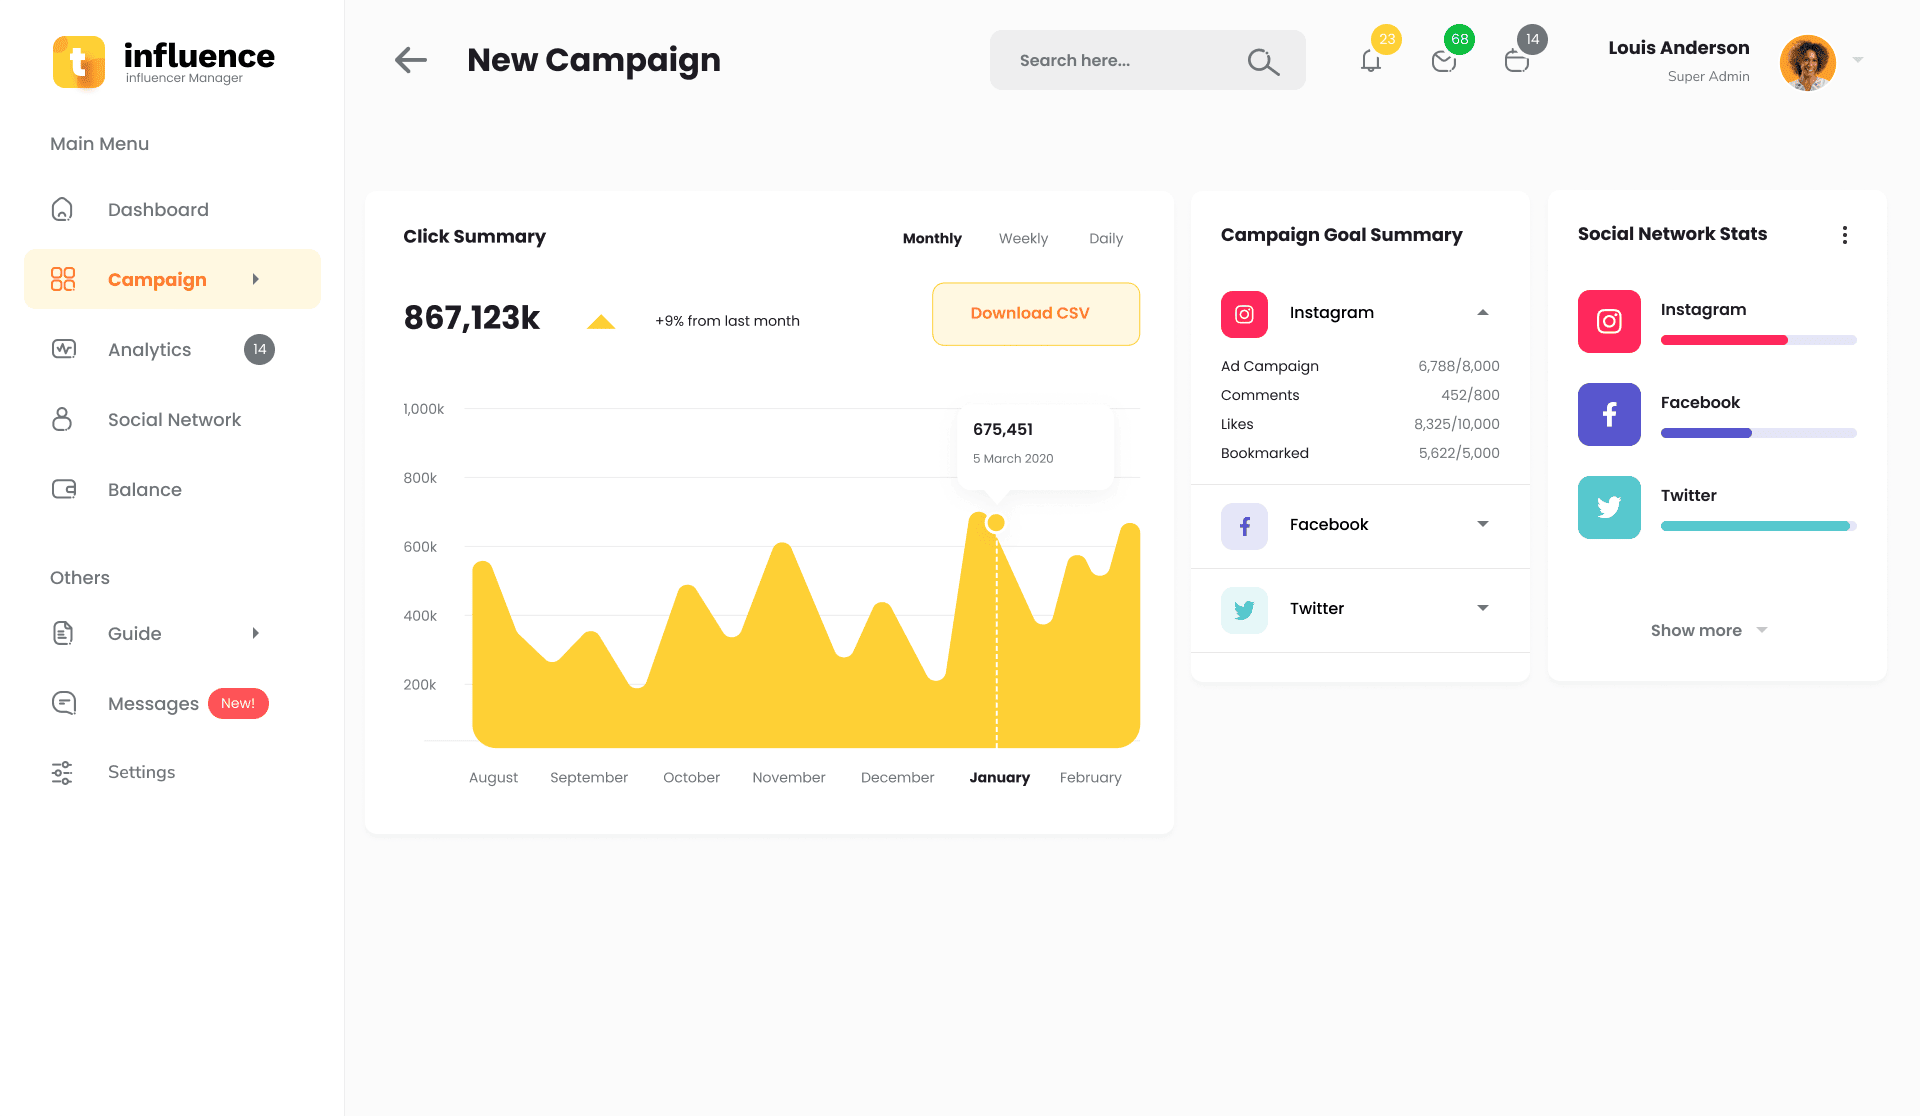 t
influence
influencer Manager
Main Menu
Dashboard
Campaign
Analytics
14
Social Network
Balance
Others
Guide
Messages
New!
Settings
New Campaign
Search here...
23
68
14
Louis Anderson
Super Admin
Click Summary
Monthly
Weekly
Daily
867,123k
+9% from last month
Download CSV
1,000k
800k
600k
400k
200k
675,451
5 March 2020
August
September
October
November
December
January
February
Campaign Goal Summary
Instagram
Ad Campaign
6,788/8,000
Comments
452/800
Likes
8,325/10,000
Bookmarked
5,622/5,000
Facebook
Twitter
Social Network Stats
Instagram
Facebook
Twitter
Show more